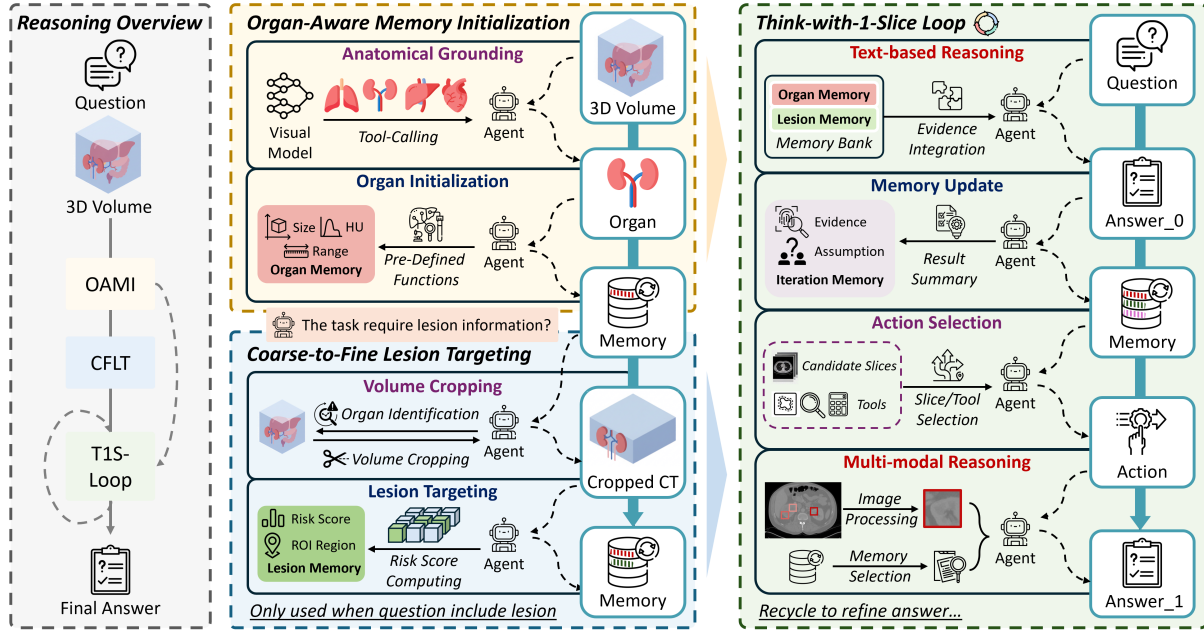 Reasoning Overview
Question
3D Volume
OAMI
CFLT
T1S-
Loop
Final Answer
Organ-Aware Memory Initialization
Anatomical Grounding
Visual
Model
Tool-Calling
Agent
3D Volume
Organ Initialization
Size
HU
Range
Organ Memory
Pre-Defined
Functions
Agent
Organ
Memory
The task require lesion information?
Coarse-to-Fine Lesion Targeting
Volume Cropping
Organ Identification
Volume Cropping
Agent
Cropped CT
Lesion Targeting
Risk Score
ROI Region
Lesion Memory
Risk Score
Computing
Agent
Memory
Only used when question include lesion
Think-with-1-Slice Loop
Text-based Reasoning
Organ Memory
Lesion Memory
Memory Bank
Evidence
Integration
Agent
Question
Memory Update
Evidence
Assumption
Iteration Memory
Result
Summary
Agent
Answer_0
Memory
Action Selection
Candidate Slices
Tools
Slice/Tool
Selection
Agent
Action
Multi-modal Reasoning
Image
Processing
Memory
Selection
Agent
Answer_1
Recycle to refine answer...